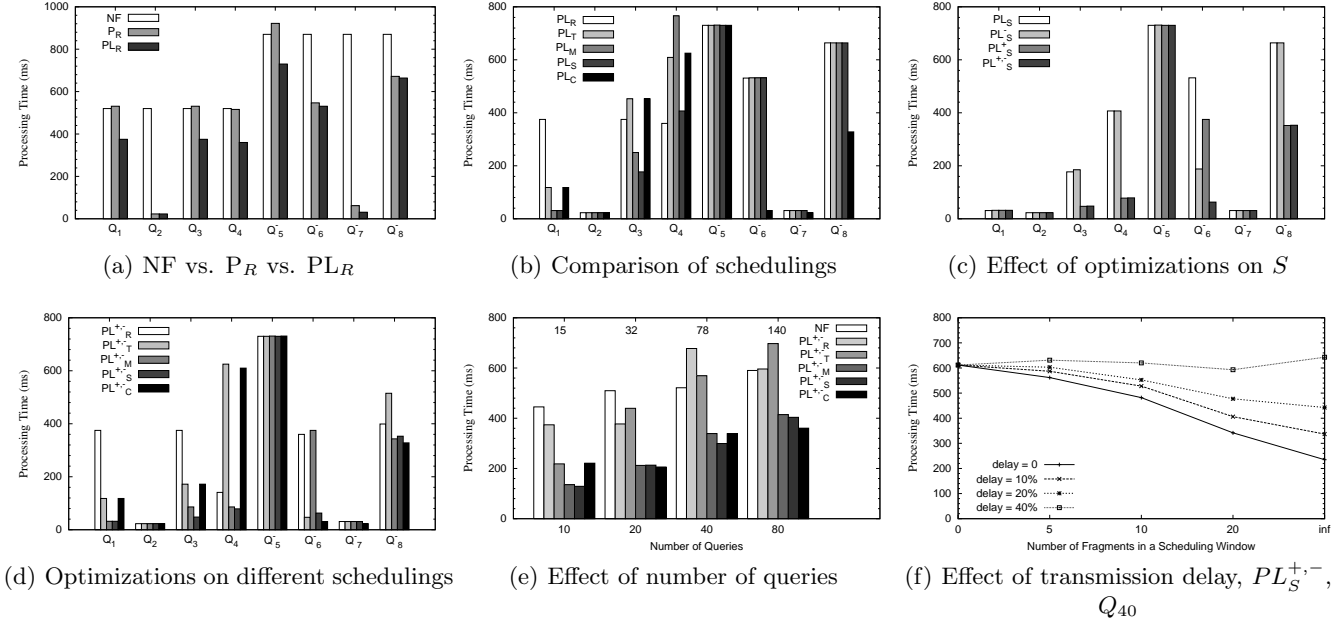 1000
800
600
400
200
0
Processing Time (ms)
NF
P_R
PL_R
Q_1 Q_2 Q_3 Q_4 Q^-_5 Q^-_6 Q^-_7 Q^-_8
(a) NF vs. P_R vs. PL_R
800
600
400
200
0
Processing Time (ms)
PL_R
PL_T
PL_M
PL_S
PL_C
Q_1 Q_2 Q_3 Q_4 Q^-_5 Q^-_6 Q^-_7 Q^-_8
(b) Comparison of schedulings
800
600
400
200
0
Processing Time (ms)
PL_S
PL^-_S
PL^+_S
PL^+,-_S
Q_1 Q_2 Q_3 Q_4 Q^-_5 Q^-_6 Q^-_7 Q^-_8
(c) Effect of optimizations on S
800
600
400
200
0
Processing Time (ms)
PL^+,-_R
PL^+,-_T
PL^+,-_M
PL^+,-_S
PL^+,-_C
Q_1 Q_2 Q_3 Q_4 Q^-_5 Q^-_6 Q^-_7 Q^-_8
(d) Optimizations on different schedulings
800
600
400
200
0
Processing Time (ms)
15 32 78 140
NF
PL^+,-_R
PL^+,-_T
PL^+,-_M
PL^+,-_S
PL^+,-_C
10 20 40 80
Number of Queries
(e) Effect of number of queries
800
700
600
500
400
300
200
100
0
Processing Time (ms)
delay = 0
delay = 10%
delay = 20%
delay = 40%
0 5 10 20 inf
Number of Fragments in a Scheduling Window
(f) Effect of transmission delay, PL_S^+,-,
Q_40